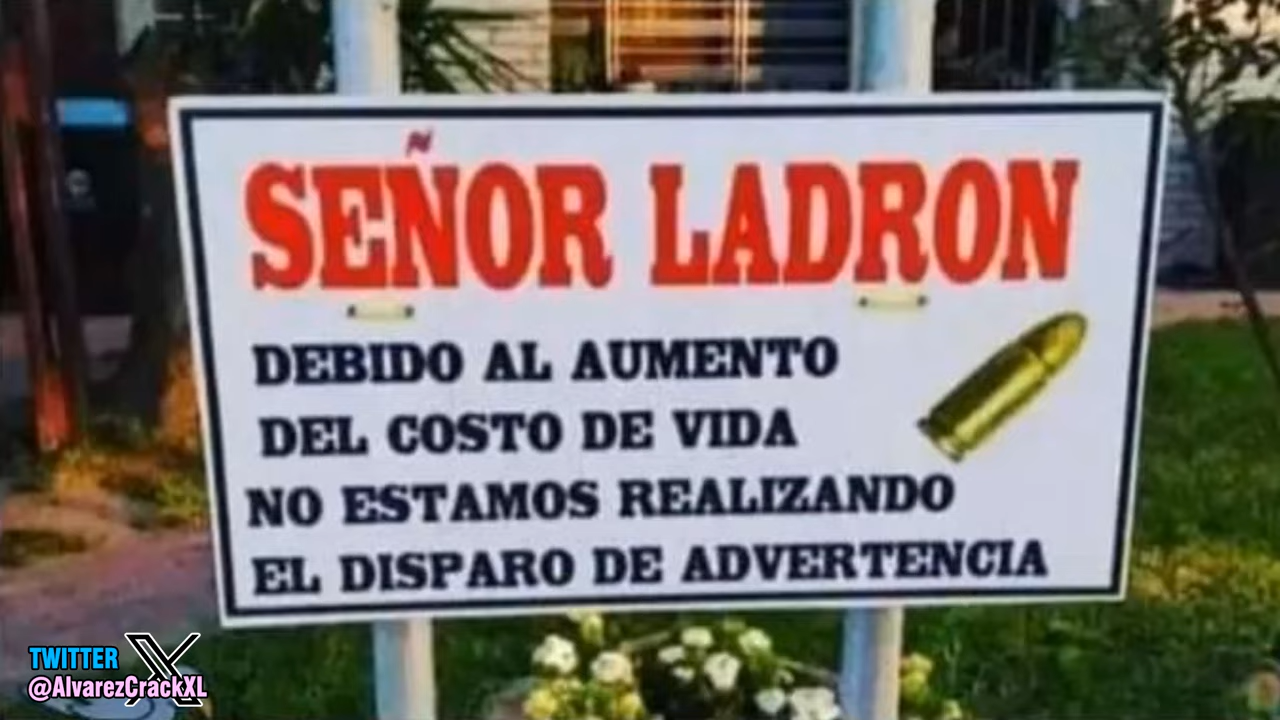 SEÑOR LADRON
DEBIDO AL AUMENTO
DEL COSTO DE VIDA
NO ESTAMOS REALIZANDO
EL DISPARO DE ADVERTENCIA
TWITTER X
@AlvarezCrackXL